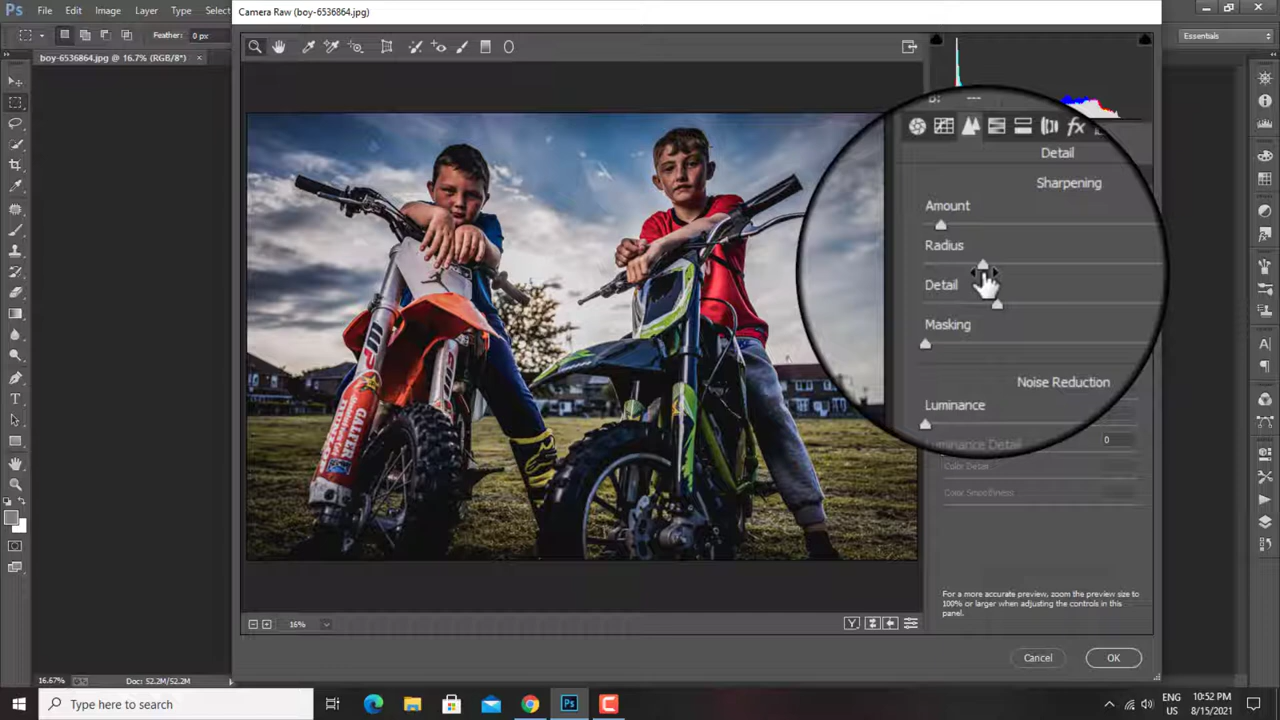 Camera Raw (boy-6536864.jpg)
Ps File Edit Image Layer Type Select
Feather: 0 px
Essentials
boy-6536864.jpg @ 16.7% (RGB/8*)
fx
Detail
Sharpening
Amount
Radius
Detail
Masking
Noise Reduction
Luminance
Luminance Detail 0
Color Detail
Color Smoothness
For a more accurate preview, zoom the preview size to
100% or larger when adjusting the controls in this
panel.
16%
Y
Cancel OK
16.67% Doc: 52.2M/52.2M
Type here to search
Ps
ENG
US
10:52 PM
8/15/2021